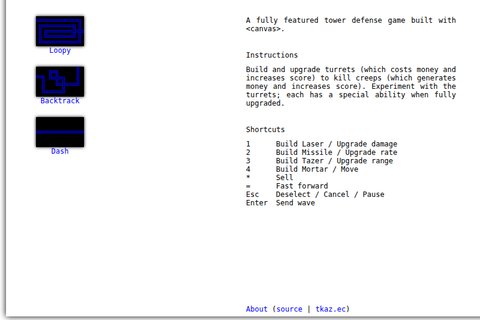 Loopy
Backtrack
Dash
A fully featured tower defense game built with
<canvas>.
Instructions
Build and upgrade turrets (which costs money and
increases score) to kill creeps (which generates
money and increases score). Experiment with the
turrets; each has a special ability when fully
upgraded.
Shortcuts
1 Build Laser / Upgrade damage
2 Build Missile / Upgrade rate
3 Build Tazer / Upgrade range
4 Build Mortar / Move
* Sell
= Fast forward
Esc Deselect / Cancel / Pause
Enter Send wave
About (source | tkaz.ec)